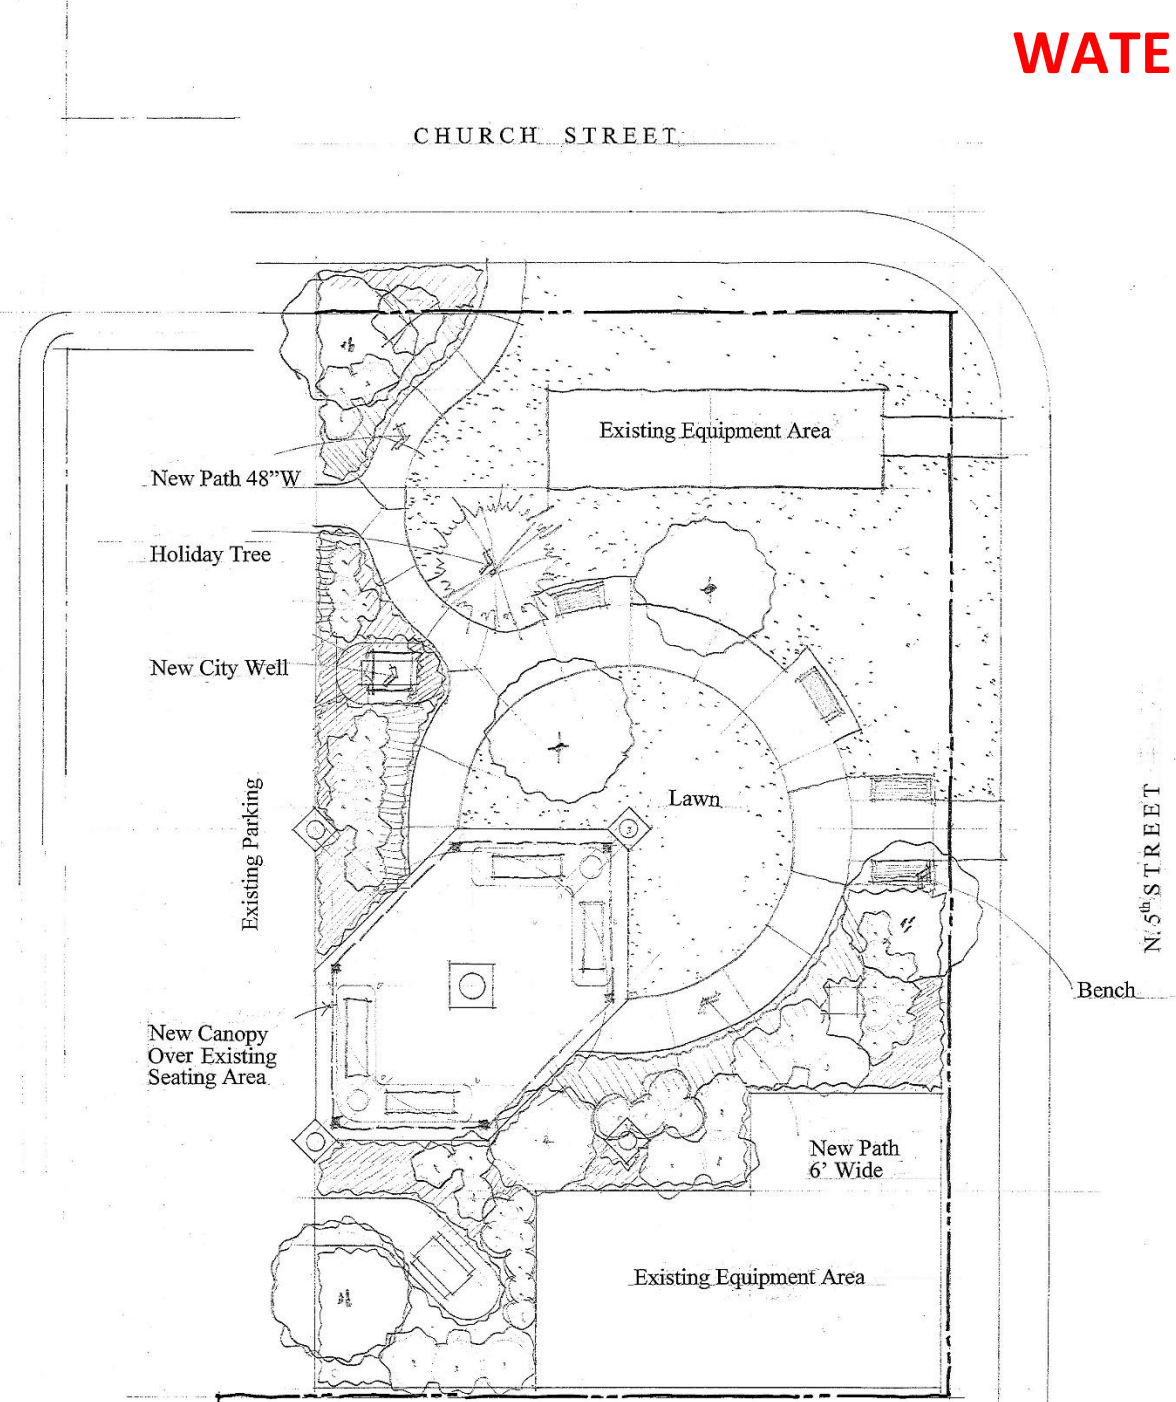 WATE
CHURCH STREET
Existing Equipment Area
New Path 48”W
Holiday Tree
New City Well
Existing Parking
Lawn
N. 5th STREET
Bench
New Canopy
Over Existing
Seating Area
New Path
6’ Wide
Existing Equipment Area